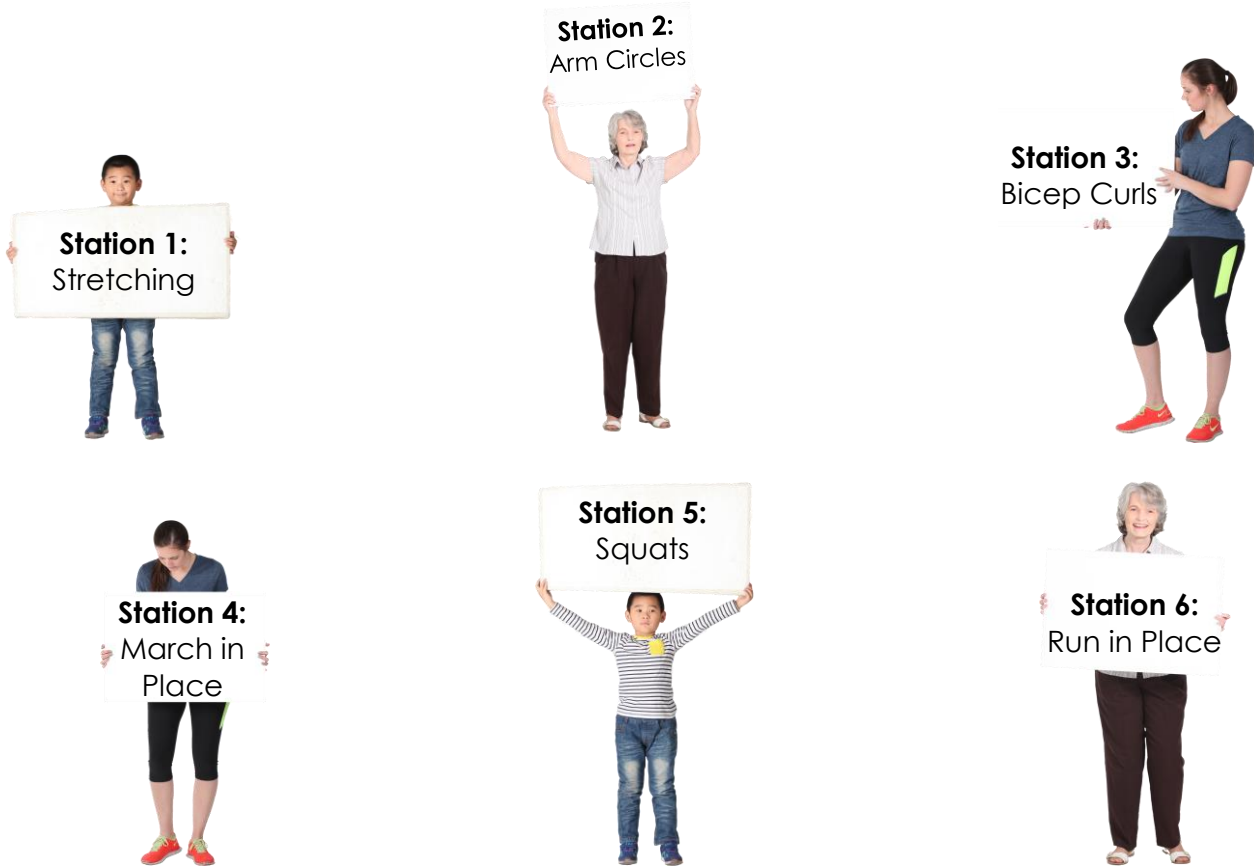 Station 1:
Stretching
Station 2:
Arm Circles
Station 3:
Bicep Curls
Station 4:
March in
Place
Station 5:
Squats
Station 6:
Run in Place